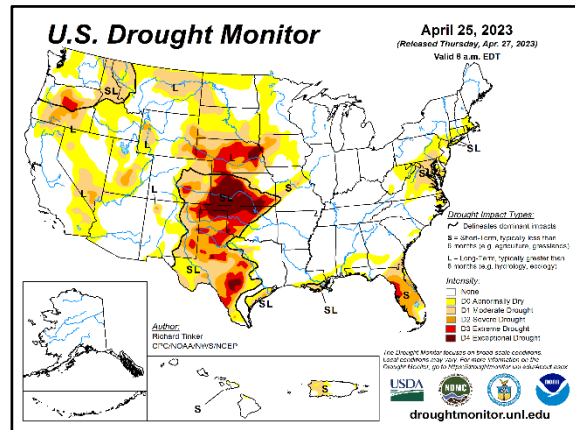 U.S. Drought Monitor
April 25, 2023
(Released Thursday, Apr. 27, 2023)
Valid 8 a.m. EDT
SL
L
L
L
L
L
L
SL
S
SL
SL
SL
S
SL
SL
S
S
Author:
Richard Tinker
CPC/NOAA/NWS/NCEP
Drought Impact Types:
Delineates dominant impacts
S = Short-Term, typically less than
6 months (e.g. agriculture, grasslands)
L = Long-Term, typically greater than
6 months (e.g. hydrology, ecology)
Intensity:
None
D0 Abnormally Dry
D1 Moderate Drought
D2 Severe Drought
D3 Extreme Drought
D4 Exceptional Drought
The Drought Monitor focuses on broad-scale conditions.
Local conditions may vary. For more information on the
Drought Monitor, go to https://droughtmonitor.unl.edu/About.aspx
USDA
NDMC
NOAA
droughtmonitor.unl.edu